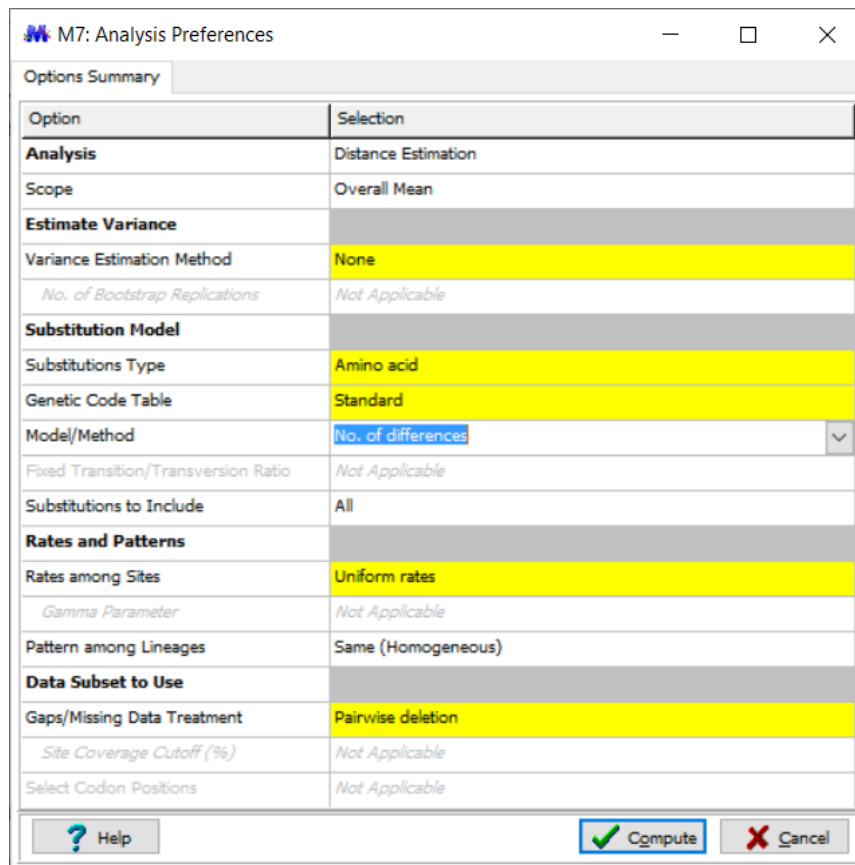 M7: Analysis Preferences
Options Summary
Option Selection
Analysis Distance Estimation
Scope Overall Mean
Estimate Variance
Variance Estimation Method None
No. of Bootstrap Replications Not Applicable
Substitution Model
Substitutions Type Amino acid
Genetic Code Table Standard
Model/Method No. of differences
Fixed Transition/Transversion Ratio Not Applicable
Substitutions to Include All
Rates and Patterns
Rates among Sites Uniform rates
Gamma Parameter Not Applicable
Pattern among Lineages Same (Homogeneous)
Data Subset to Use
Gaps/Missing Data Treatment Pairwise deletion
Site Coverage Cutoff (%) Not Applicable
Select Codon Positions Not Applicable
? Help Compute Cancel